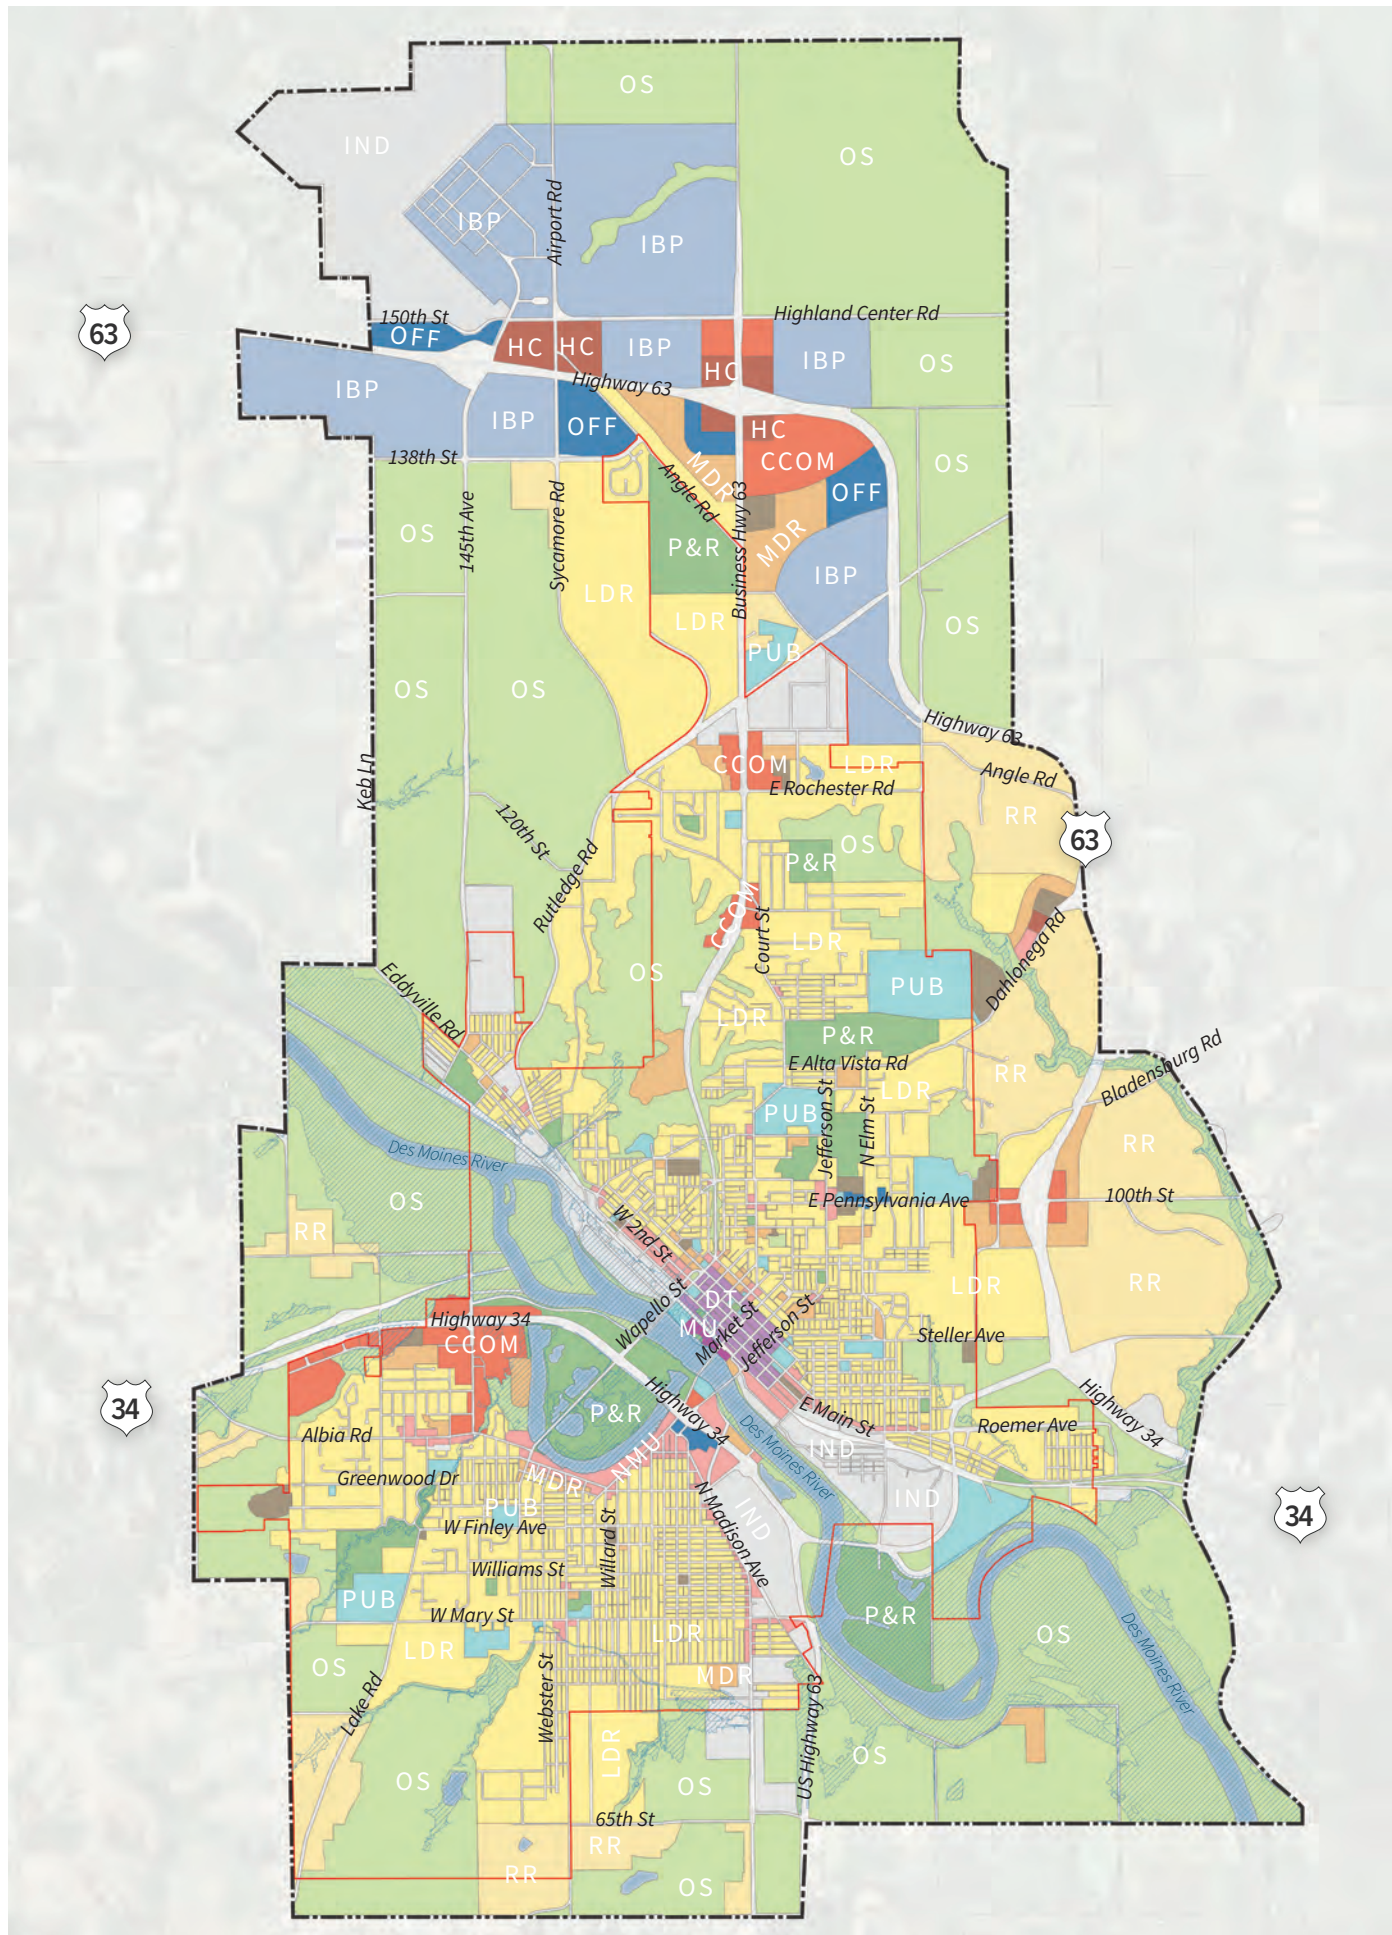 OS
IND
OS
IBP
Airport Rd
IBP
63
150th St
Highland Center Rd
OFF
HC
HC
IBP
HC
IBP
OS
IBP
Highway 63
IBP
OFF
HC
138th St
MDR
CCOM
OS
Angle Rd
OFF
OS
145th Ave
Sycamore Rd
Business Hwy 63
P&R
MDR
IBP
LDR
LDR
OS
PUB
OS
OS
Highway 63
Keb Ln
CCOM
LDR
Angle Rd
E Rochester Rd
RR
120th St
63
OS
P&R
Rutledge Rd
CCOM
Court St
LDR
Dahlonega Rd
OS
PUB
Eddyville Rd
LDR
P&R
E Alta Vista Rd
RR
Bladensburg Rd
LDR
PUB
Jefferson St
N Elm St
RR
Des Moines River
OS
E Pennsylvania Ave
100th St
RR
W 2nd St
LDR
RR
DT
MU
Wapello St
Market St
Jefferson St
Highway 34
CCOM
Steller Ave
34
P&R
Highway 34
Highway 34
E Main St
Roemer Ave
Albia Rd
Des Moines River
IND
NMU
Greenwood Dr
MDR
PUB
IND
IND
N Madison Ave
34
W Finley Ave
Willard St
Williams St
PUB
W Mary St
P&R
LDR
LDR
OS
Des Moines River
OS
MDR
Lake Rd
Webster St
US Highway 63
LDR
OS
OS
OS
65th St
RR
RR
OS